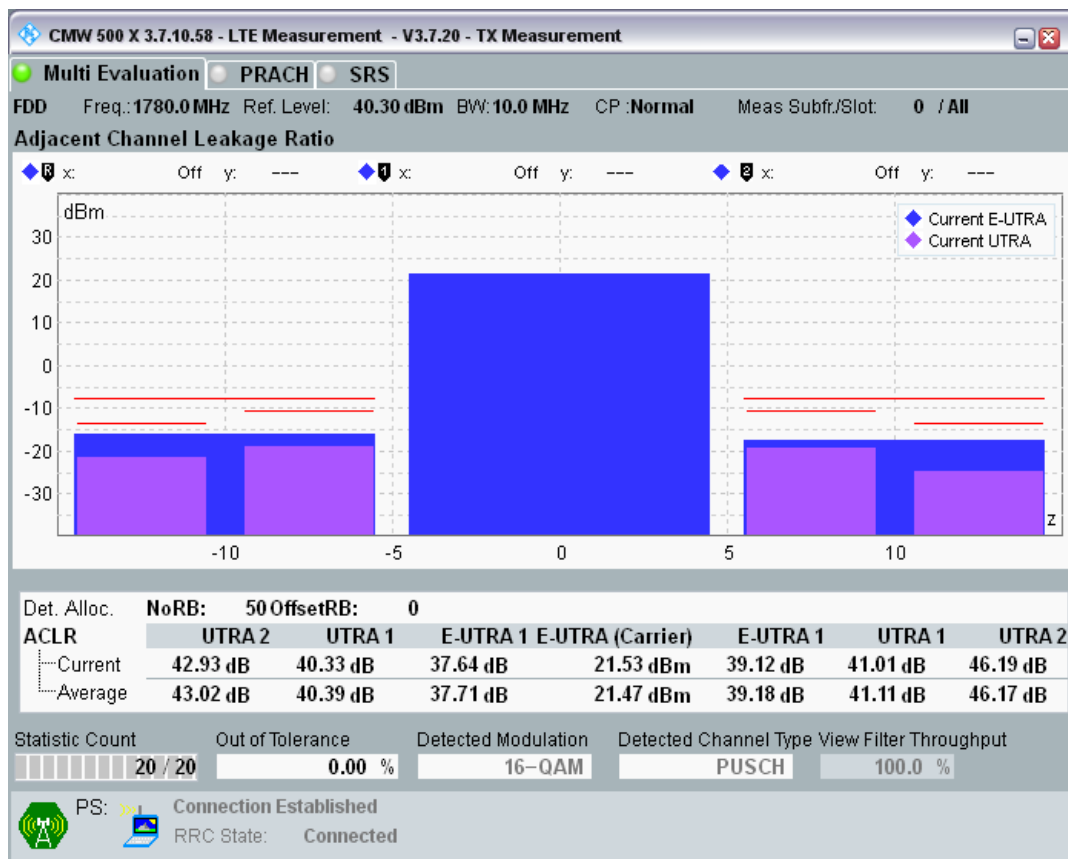 CMW 500 X 3.7.10.58 - LTE Measurement - V3.7.20 - TX Measurement
Multi Evaluation PRACH SRS
FDD Freq.: 1780.0 MHz Ref. Level: 40.30 dBm BW: 10.0 MHz CP :Normal Meas Subfr./Slot: 0 / All
Adjacent Channel Leakage Ratio
R x: Off y: --- 1 x: Off y: --- 2 x: Off y: ---
dBm
Current E-UTRA
Current UTRA
30
20
10
0
-10
-20
-30
z
-10 -5 0 5 10
Det. Alloc. NoRB: 50 OffsetRB: 0
ACLR UTRA 2 UTRA 1 E-UTRA 1 E-UTRA (Carrier) E-UTRA 1 UTRA 1 UTRA 2
Current 42.93 dB 40.33 dB 37.64 dB 21.53 dBm 39.12 dB 41.01 dB 46.19 dB
Average 43.02 dB 40.39 dB 37.71 dB 21.47 dBm 39.18 dB 41.11 dB 46.17 dB
Statistic Count Out of Tolerance Detected Modulation Detected Channel Type View Filter Throughput
20 / 20 0.00 % 16-QAM PUSCH 100.0 %
PS: Connection Established
RRC State: Connected